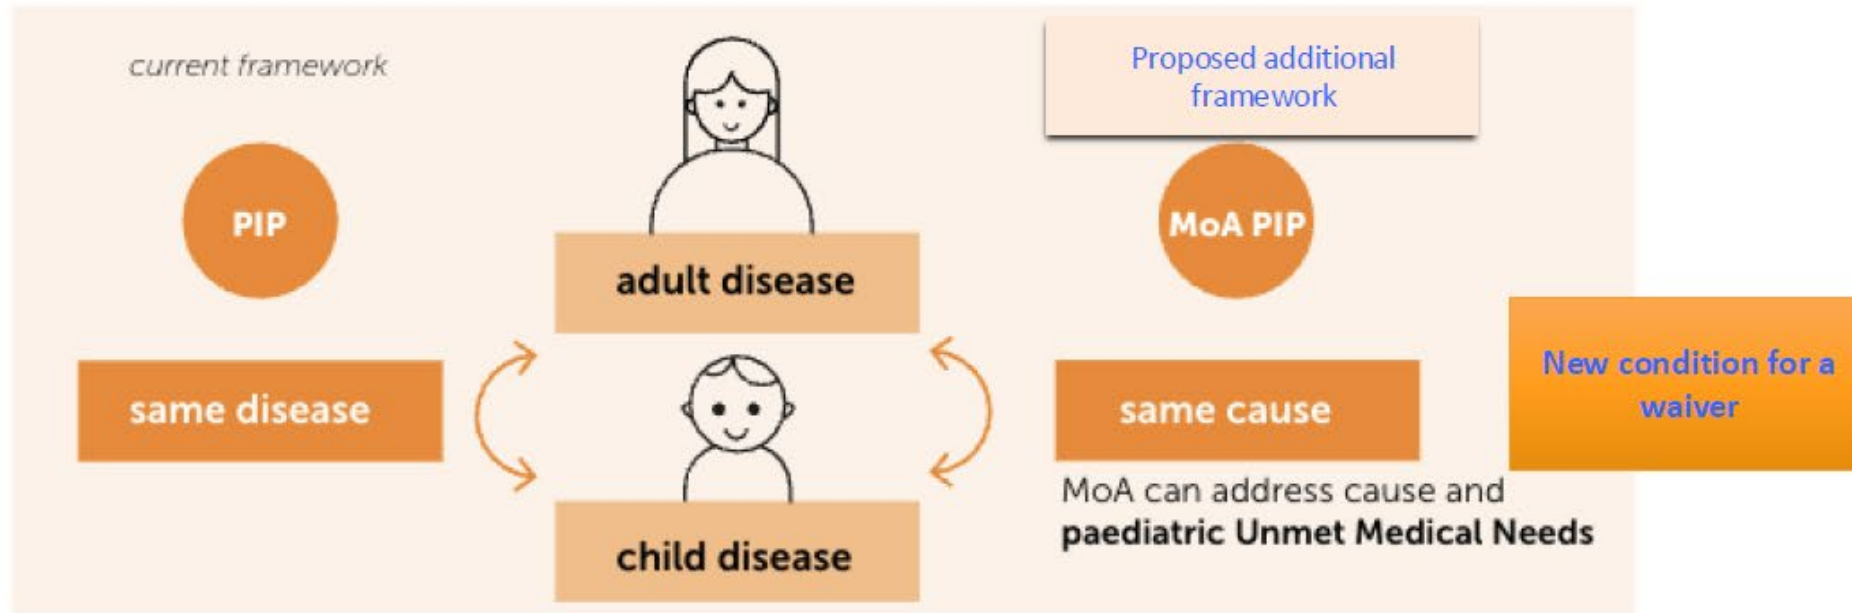 current framework
PIP
same disease
adult disease
child disease
Proposed additional
framework
MoA PIP
same cause
MoA can address cause and
paediatric Unmet Medical Needs
New condition for a
waiver